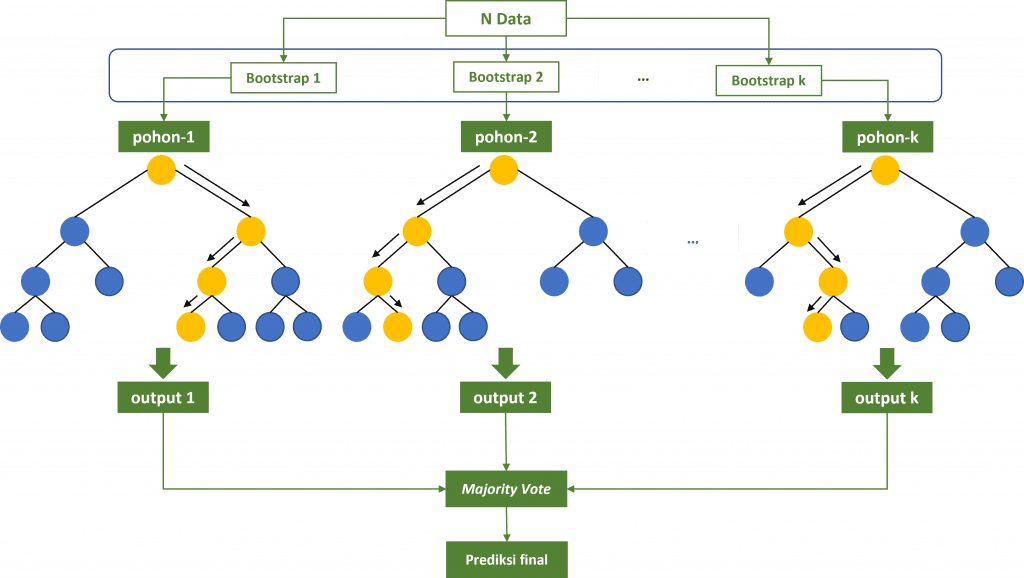 N Data
Bootstrap 1
Bootstrap 2
...
Bootstrap k
pohon-1
pohon-2
pohon-k
...
output 1
output 2
output k
Majority Vote
Prediksi final